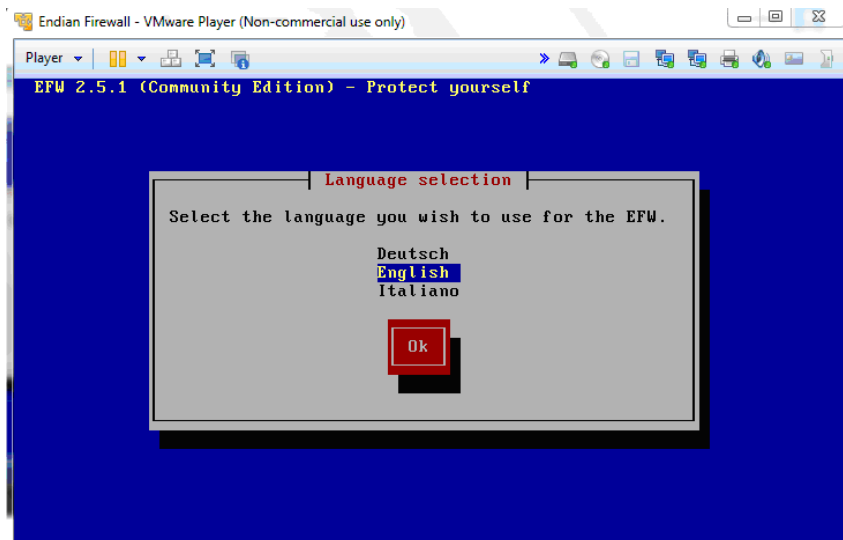 Endian Firewall - VMware Player (Non-commercial use only)
Player
EFW 2.5.1 (Community Edition) - Protect yourself
Language selection
Select the language you wish to use for the EFW.
Deutsch
English
Italiano
Ok